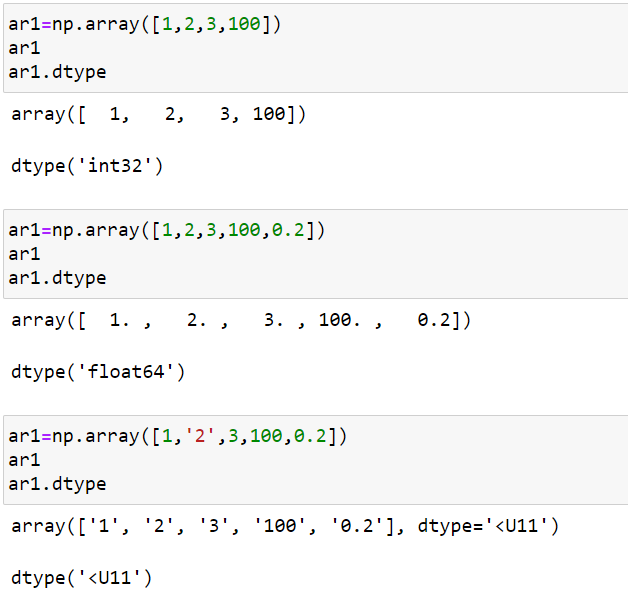 ar1=np.array([1,2,3,100])
ar1
ar1.dtype
array([  1,   2,   3, 100])
dtype('int32')
ar1=np.array([1,2,3,100,0.2])
ar1
ar1.dtype
array([  1. ,   2. ,   3. , 100. ,   0.2])
dtype('float64')
ar1=np.array([1,'2',3,100,0.2])
ar1
ar1.dtype
array(['1', '2', '3', '100', '0.2'], dtype='<U11')
dtype('<U11')